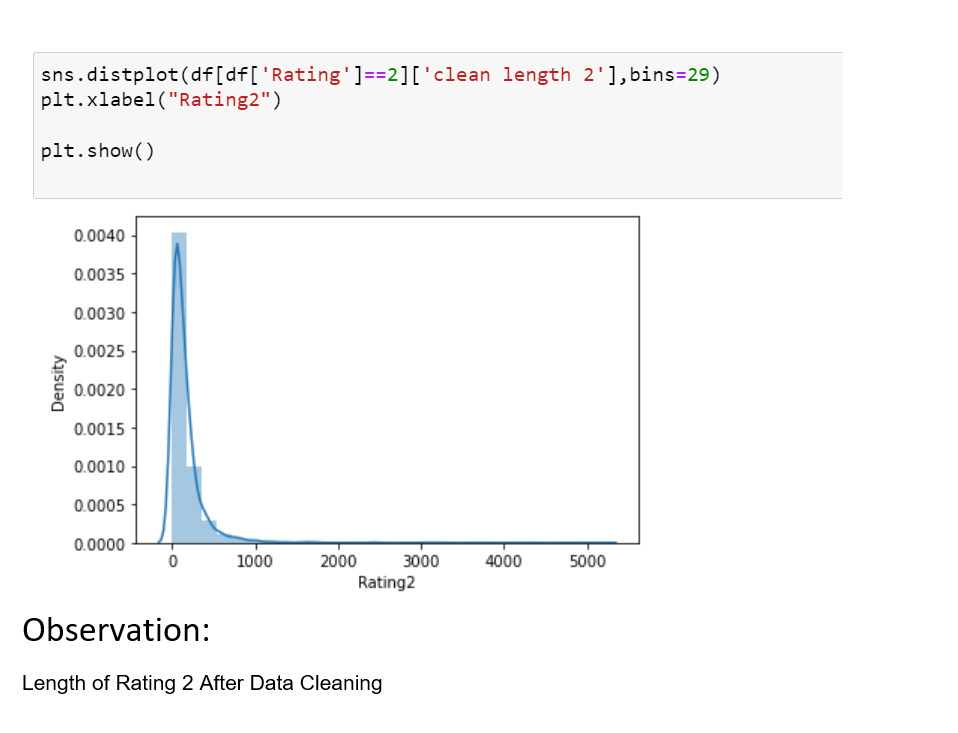 sns.distplot(df[df['Rating']==2]['clean length 2'],bins=29)
plt.xlabel("Rating2")
plt.show()
0.0040
0.0035
0.0030
0.0025
0.0020
0.0015
0.0010
0.0005
0.0000
Density
0 1000 2000 3000 4000 5000
Rating2
Observation:
Length of Rating 2 After Data Cleaning